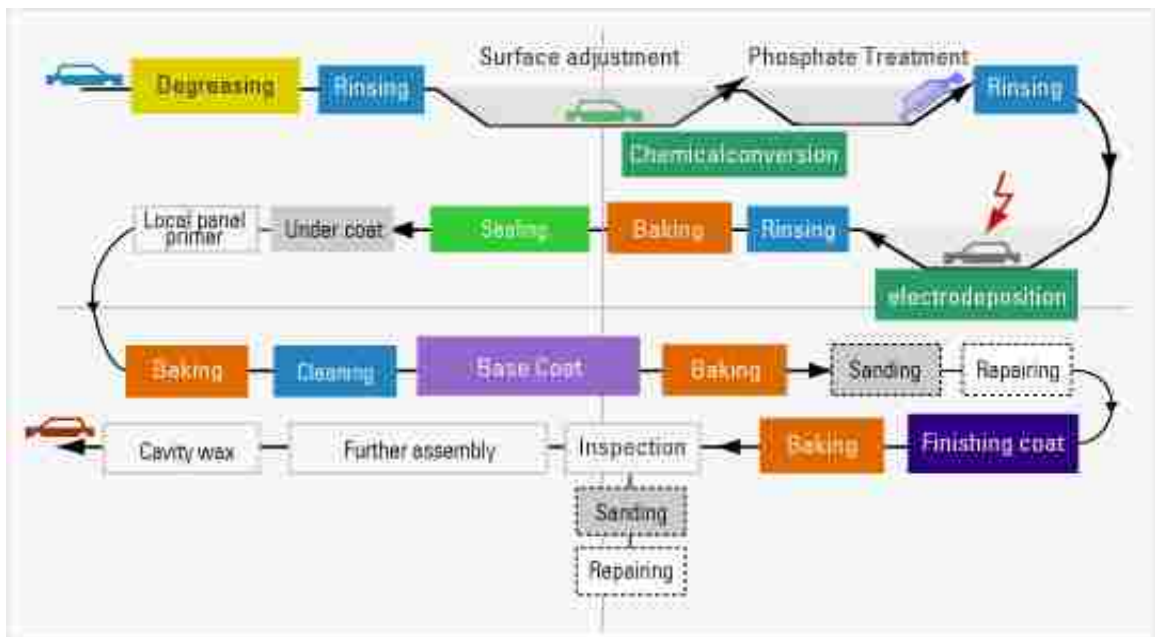 Surface adjustment
Phosphate Treatment
Degreasing
Rinsing
Rinsing
Chemicalconversion
Local panel
primer
Under coat
Sealing
Baking
Rinsing
electrodeposition
Baking
Cleaning
Base Coat
Baking
Sanding
Repairing
Cavity wax
Further assembly
Inspection
Baking
Finishing coat
Sanding
Repairing